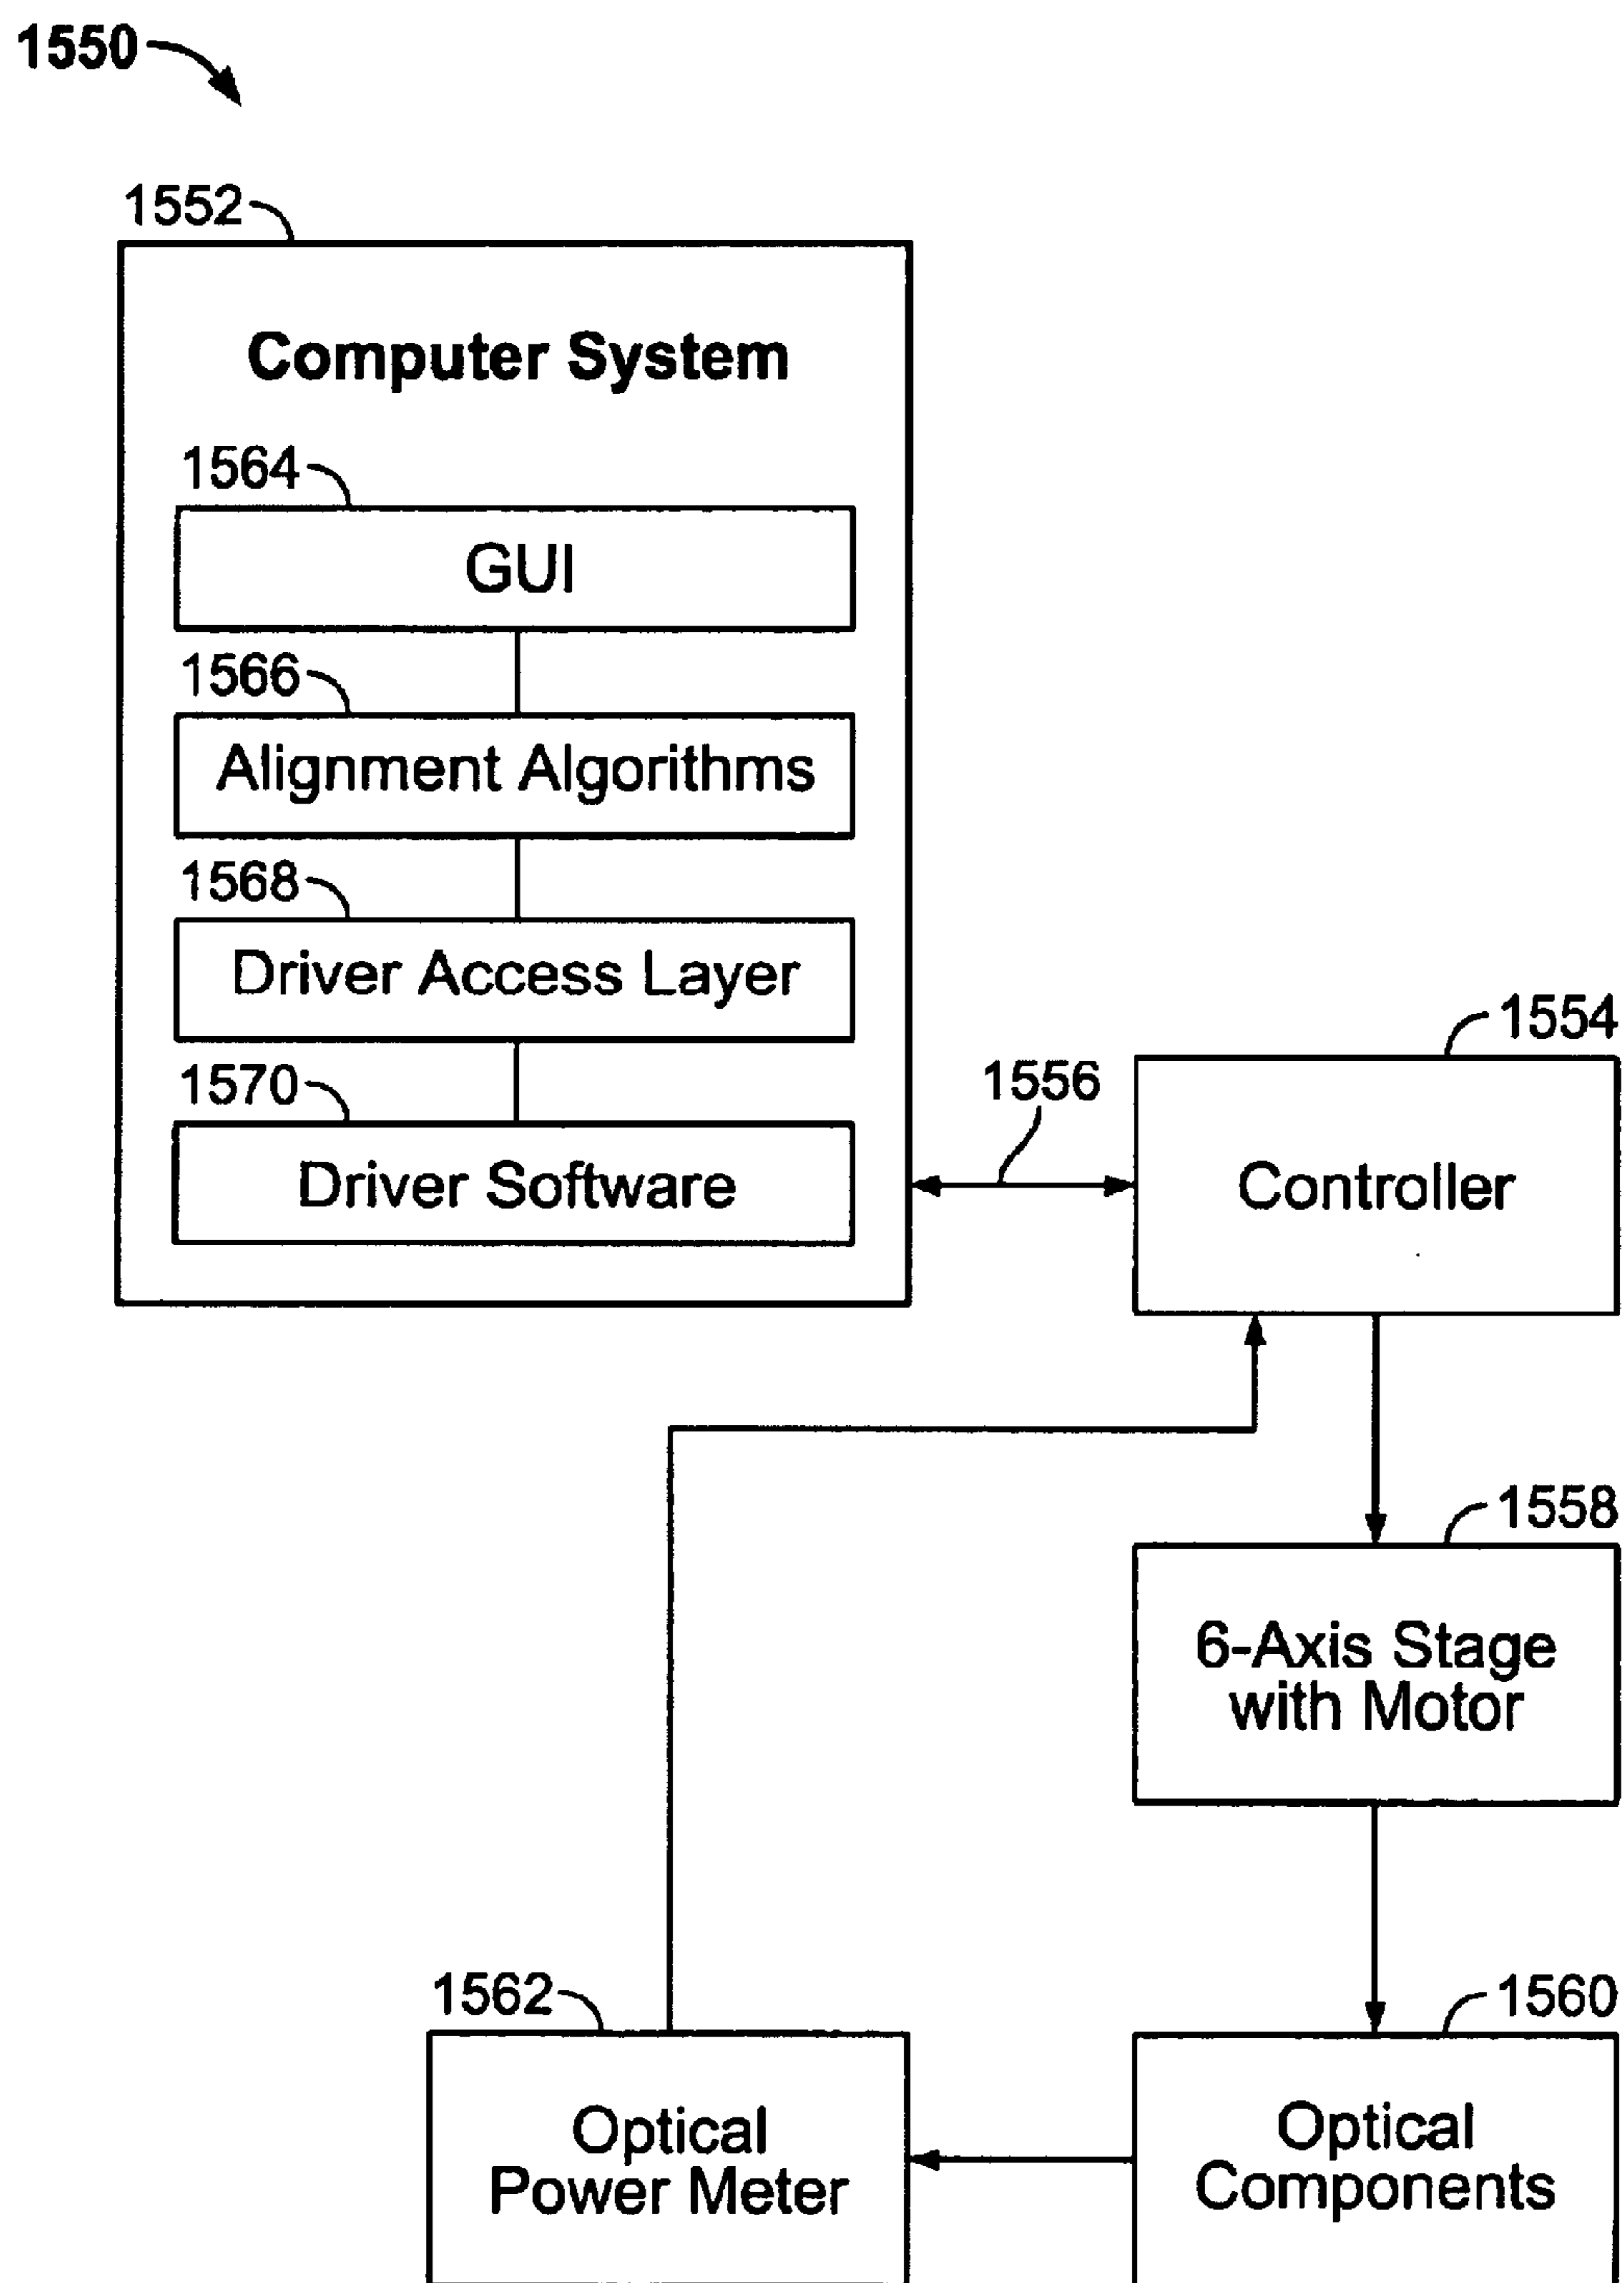 1550
1552
Computer System
1564
GUI
1566
Alignment Algorithms
1568
Driver Access Layer
1570
Driver Software
1556
1554
Controller
1558
6-Axis Stage
with Motor
1562
Optical
Power Meter
1560
Optical
Components